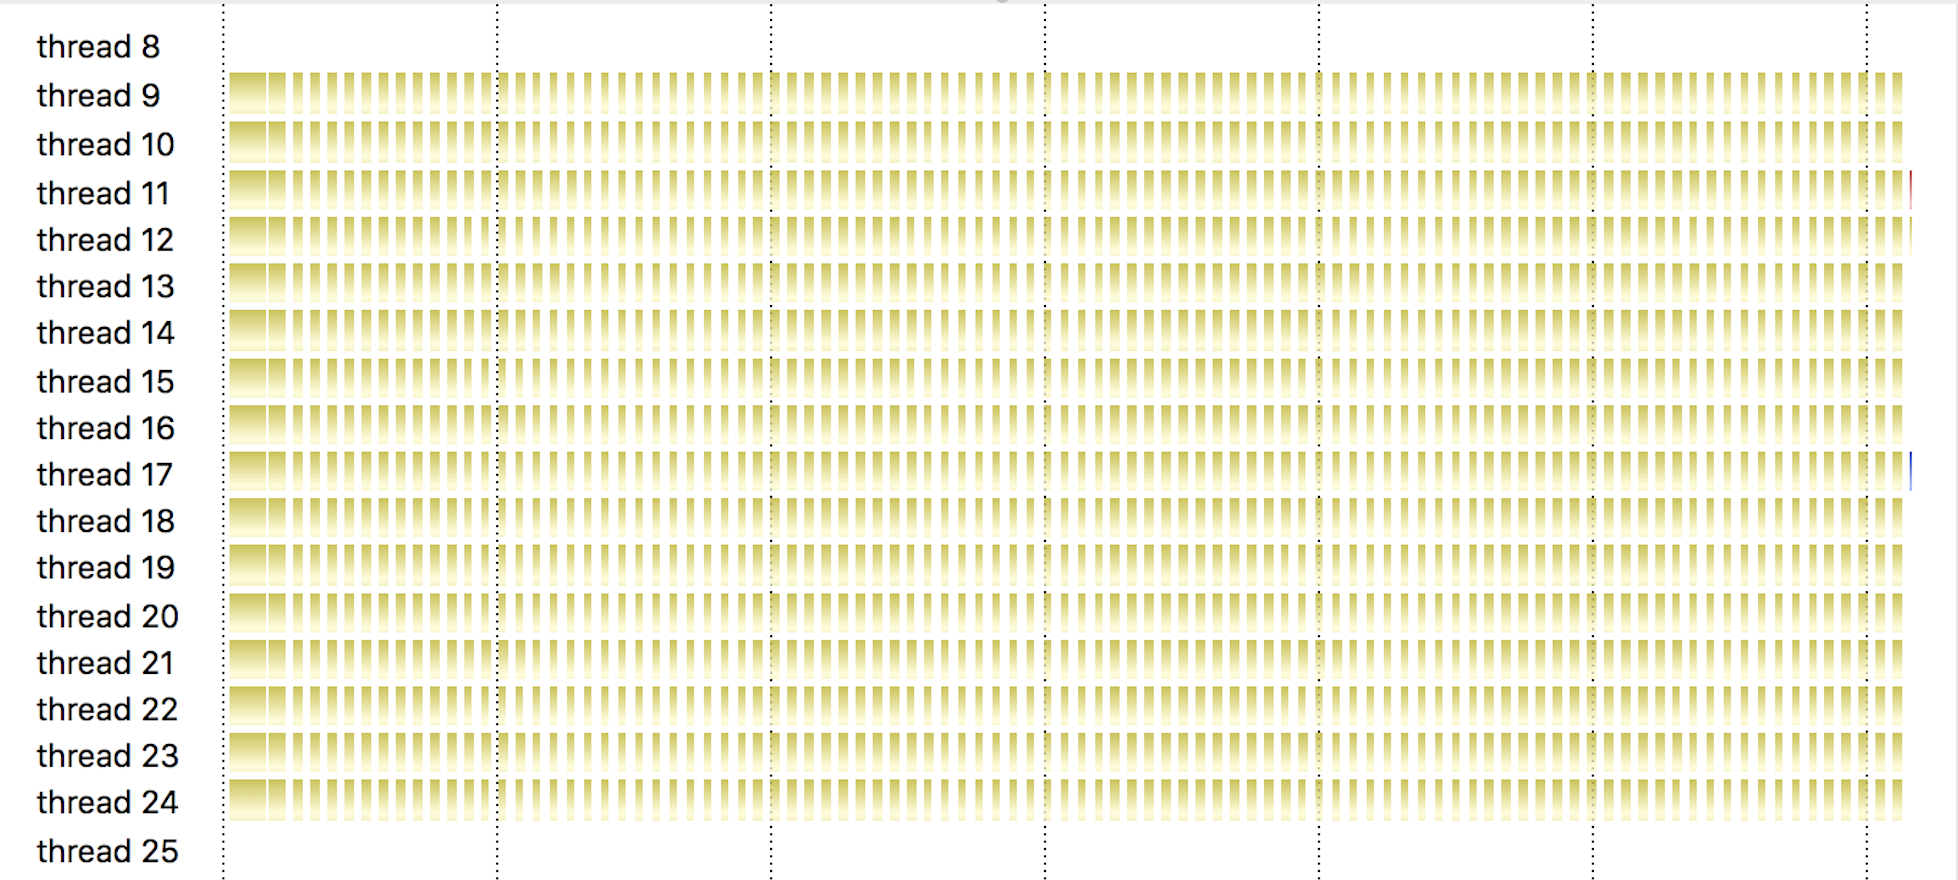 thread 8
thread 9
thread 10
thread 11
thread 12
thread 13
thread 14
thread 15
thread 16
thread 17
thread 18
thread 19
thread 20
thread 21
thread 22
thread 23
thread 24
thread 25